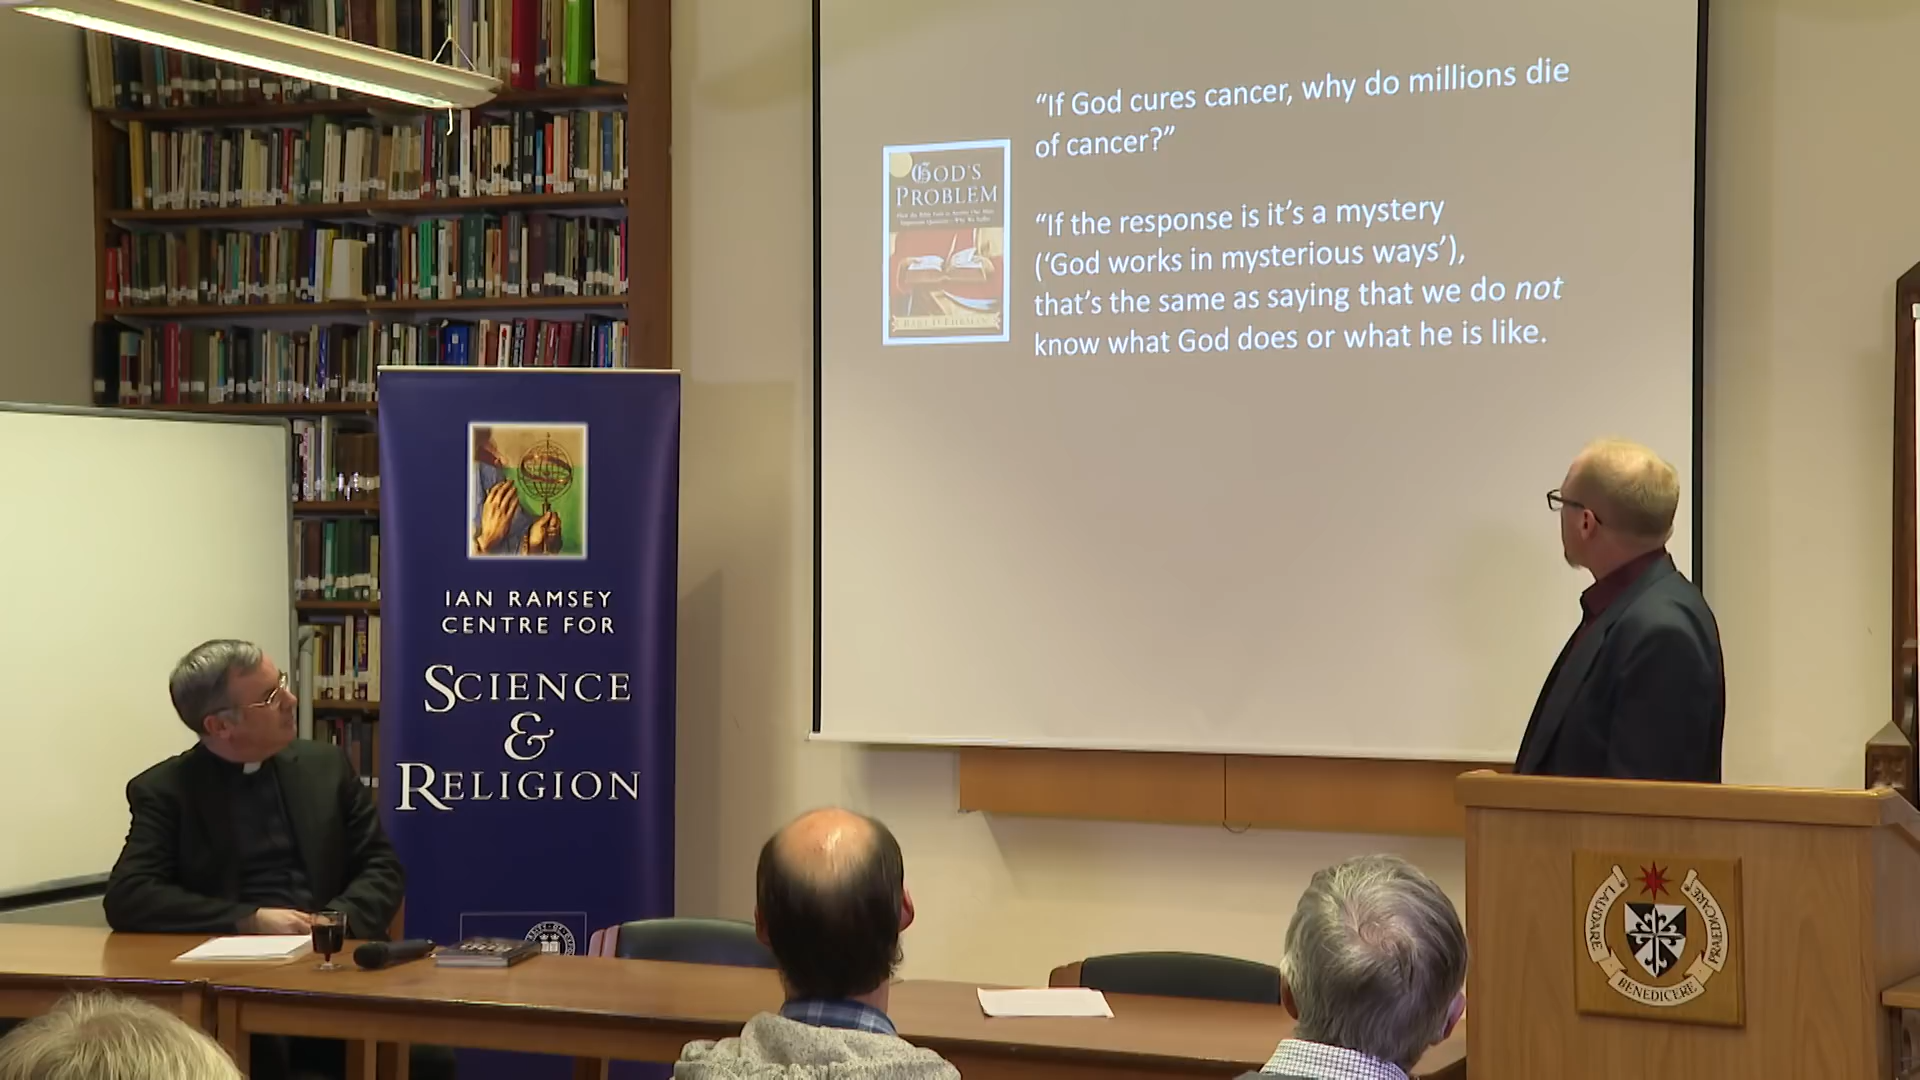 “If God cures cancer, why do millions die
of cancer?”
“If the response is it’s a mystery
(‘God works in mysterious ways’),
that’s the same as saying that we do not
know what God does or what he is like.
GOD’S
PROBLEM
BART D. EHRMAN
IAN RAMSEY
CENTRE FOR
SCIENCE
&
RELIGION
LAUDARE
BENEDICERE
PRAEDICARE